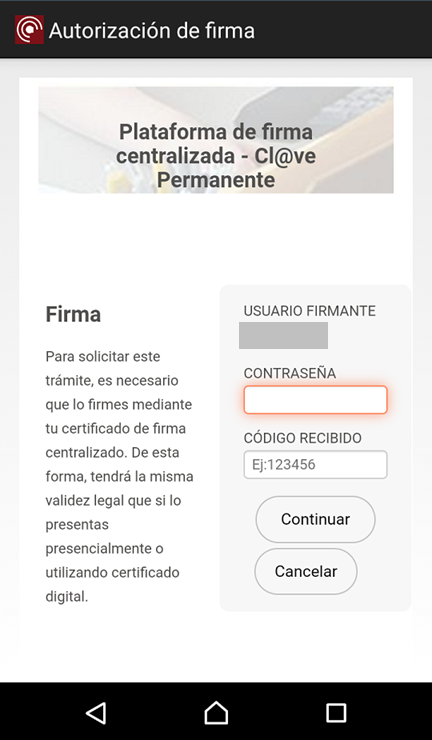 Autorización de firma
Plataforma de firma
centralizada - Cl@ve
Permanente
Firma
Para solicitar este
trámite, es necesario
que lo firmes mediante
tu certificado de firma
centralizado. De esta
forma, tendrá la misma
validez legal que si lo
presentas
presencialmente o
utilizando certificado
digital.
USUARIO FIRMANTE
CONTRASEÑA
CÓDIGO RECIBIDO
Ej:123456
Continuar
Cancelar